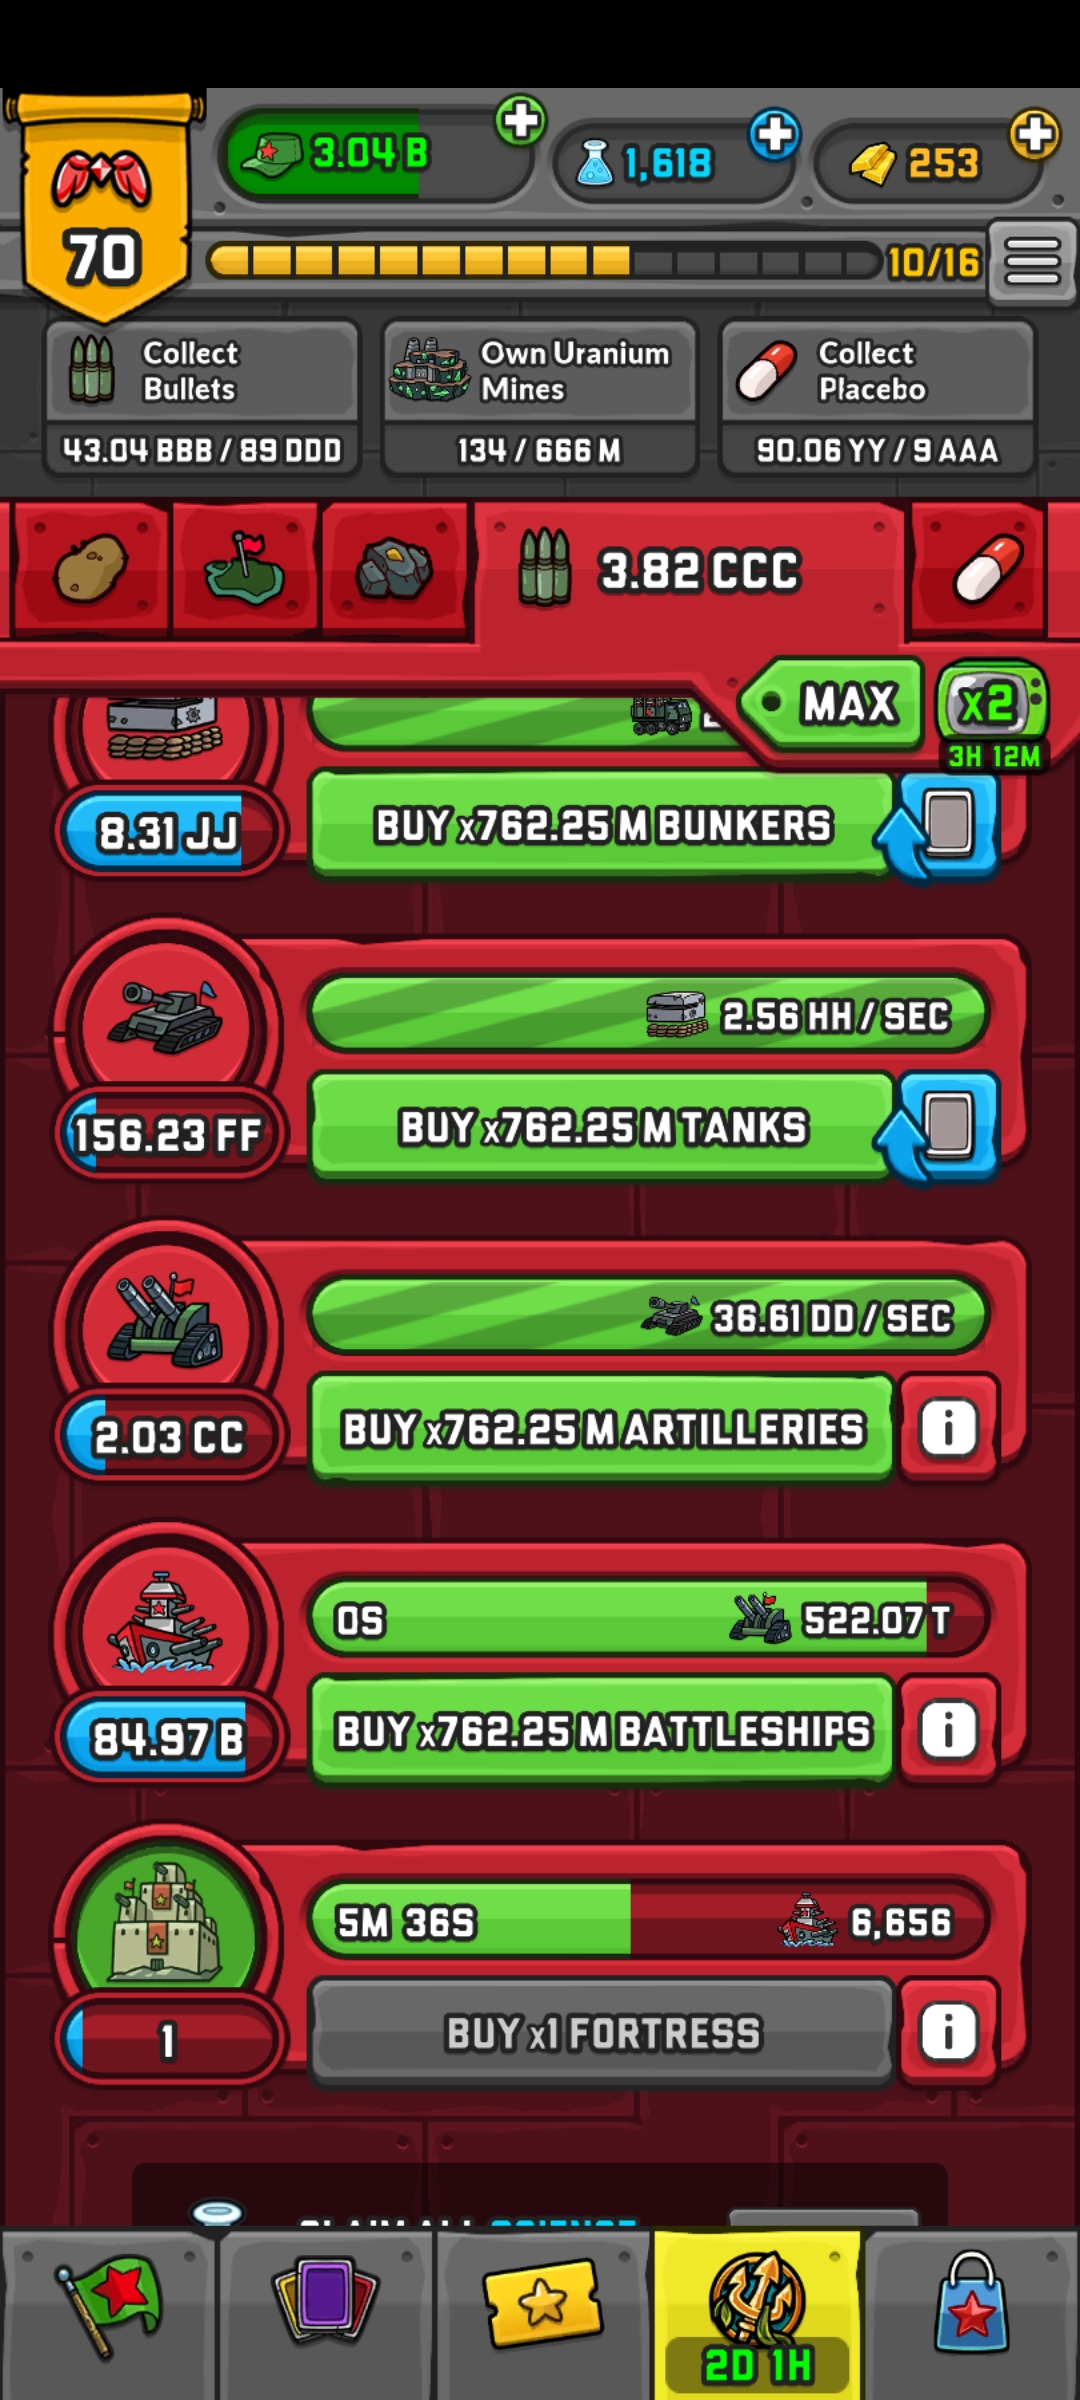 3.04 B
1,618
253
70
10/16
Collect
Bullets
Own Uranium
Mines
Collect
Placebo
43.04 BBB / 89 DDD
134 / 666 M
90.06 YY / 9 AAA
3.82 CCC
MAX
x2
3H 12M
8.31 JJ
BUY x762.25 M BUNKERS
2.56 HH / SEC
156.23 FF
BUY x762.25 M TANKS
36.61 DD / SEC
2.03 CC
BUY x762.25 M ARTILLERIES
i
0S
522.07 T
84.97 B
BUY x762.25 M BATTLESHIPS
i
5M 36S
6,656
1
BUY x1 FORTRESS
i
CLAIM ALL SCIENCE
2D 1H